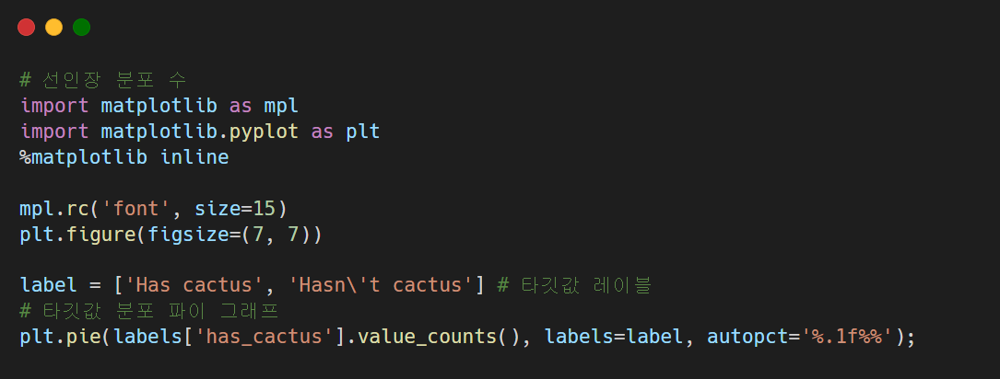 # 선인장 분포 수
import matplotlib as mpl
import matplotlib.pyplot as plt
%matplotlib inline
mpl.rc('font', size=15)
plt.figure(figsize=(7, 7))
label = ['Has cactus', 'Hasn\'t cactus'] # 타깃값 레이블
# 타깃값 분포 파이 그래프
plt.pie(labels['has_cactus'].value_counts(), labels=label, autopct='%.1f%%');